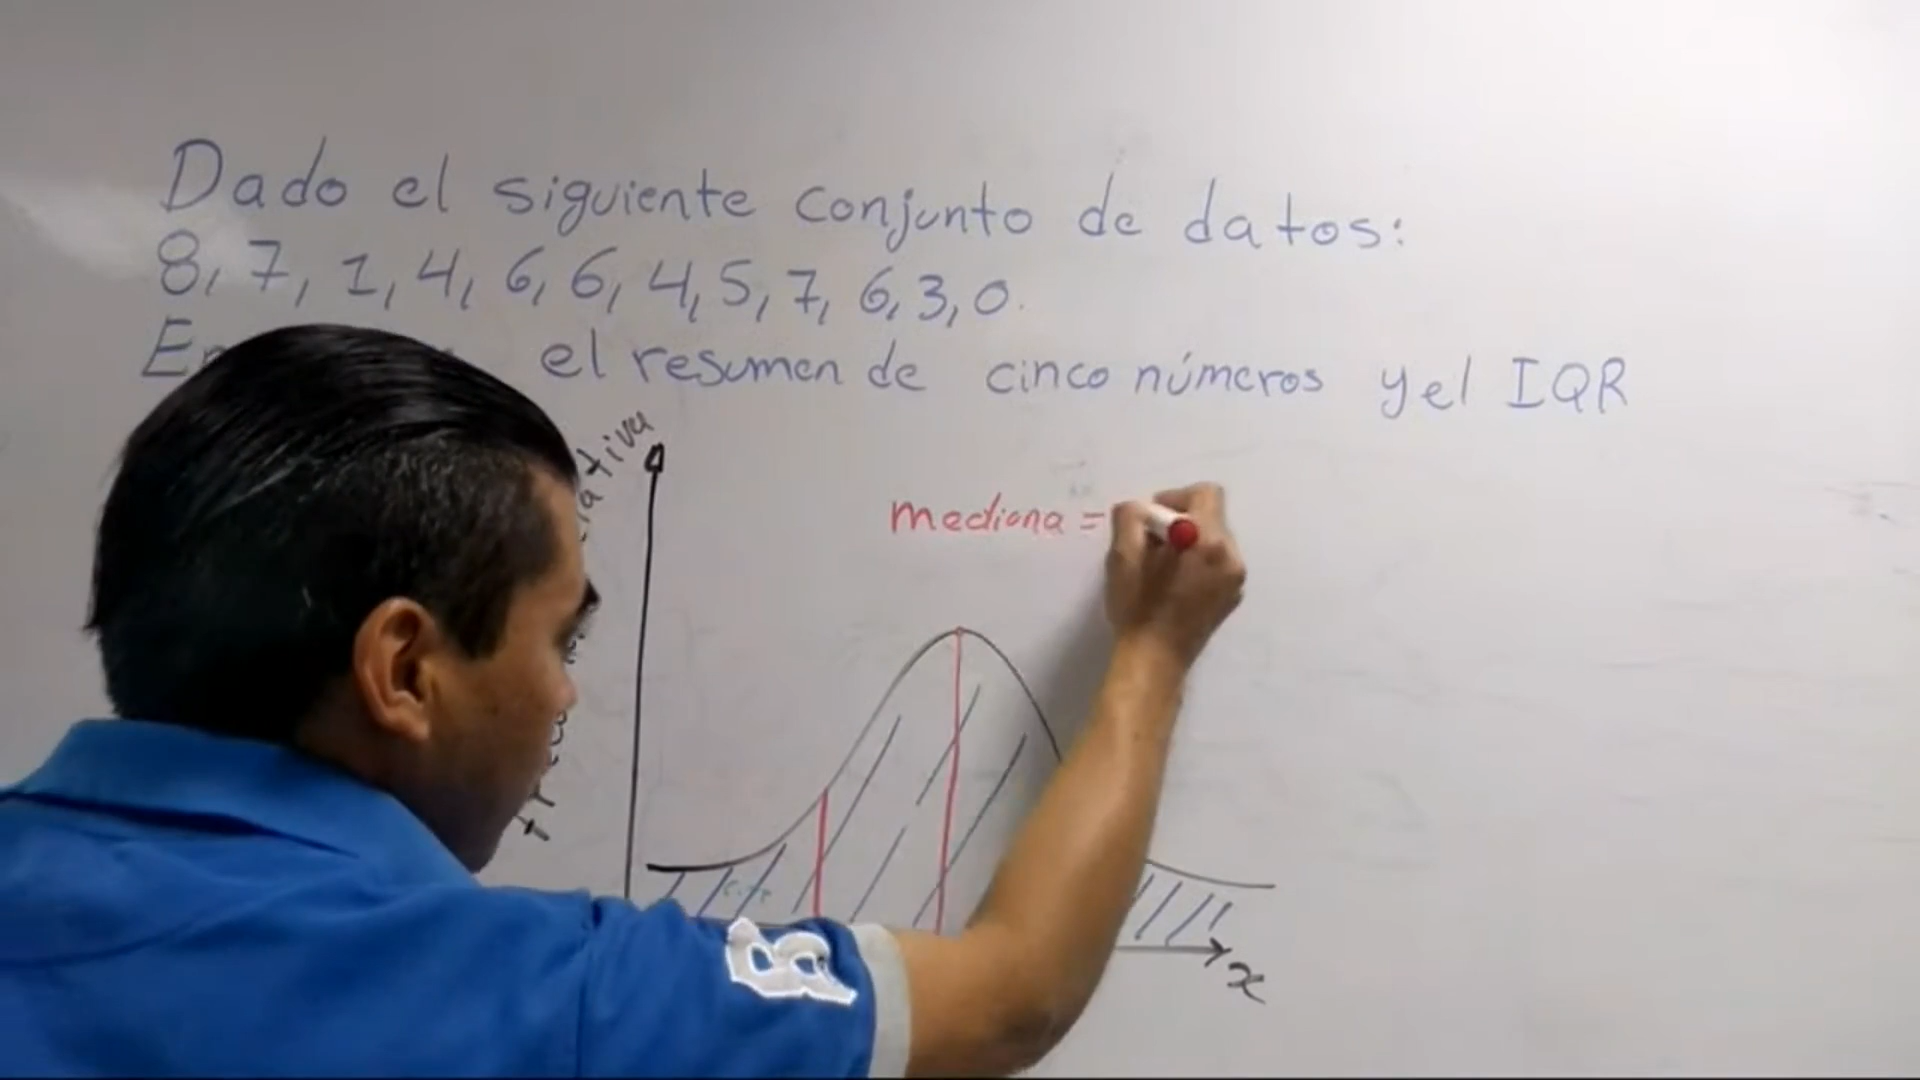 Dado el siguiente conjunto de datos:
8, 7, 1, 4, 6, 6, 4, 5, 7, 6, 3, 0.
el resumen de cinco números y el IQR
mediana =
x